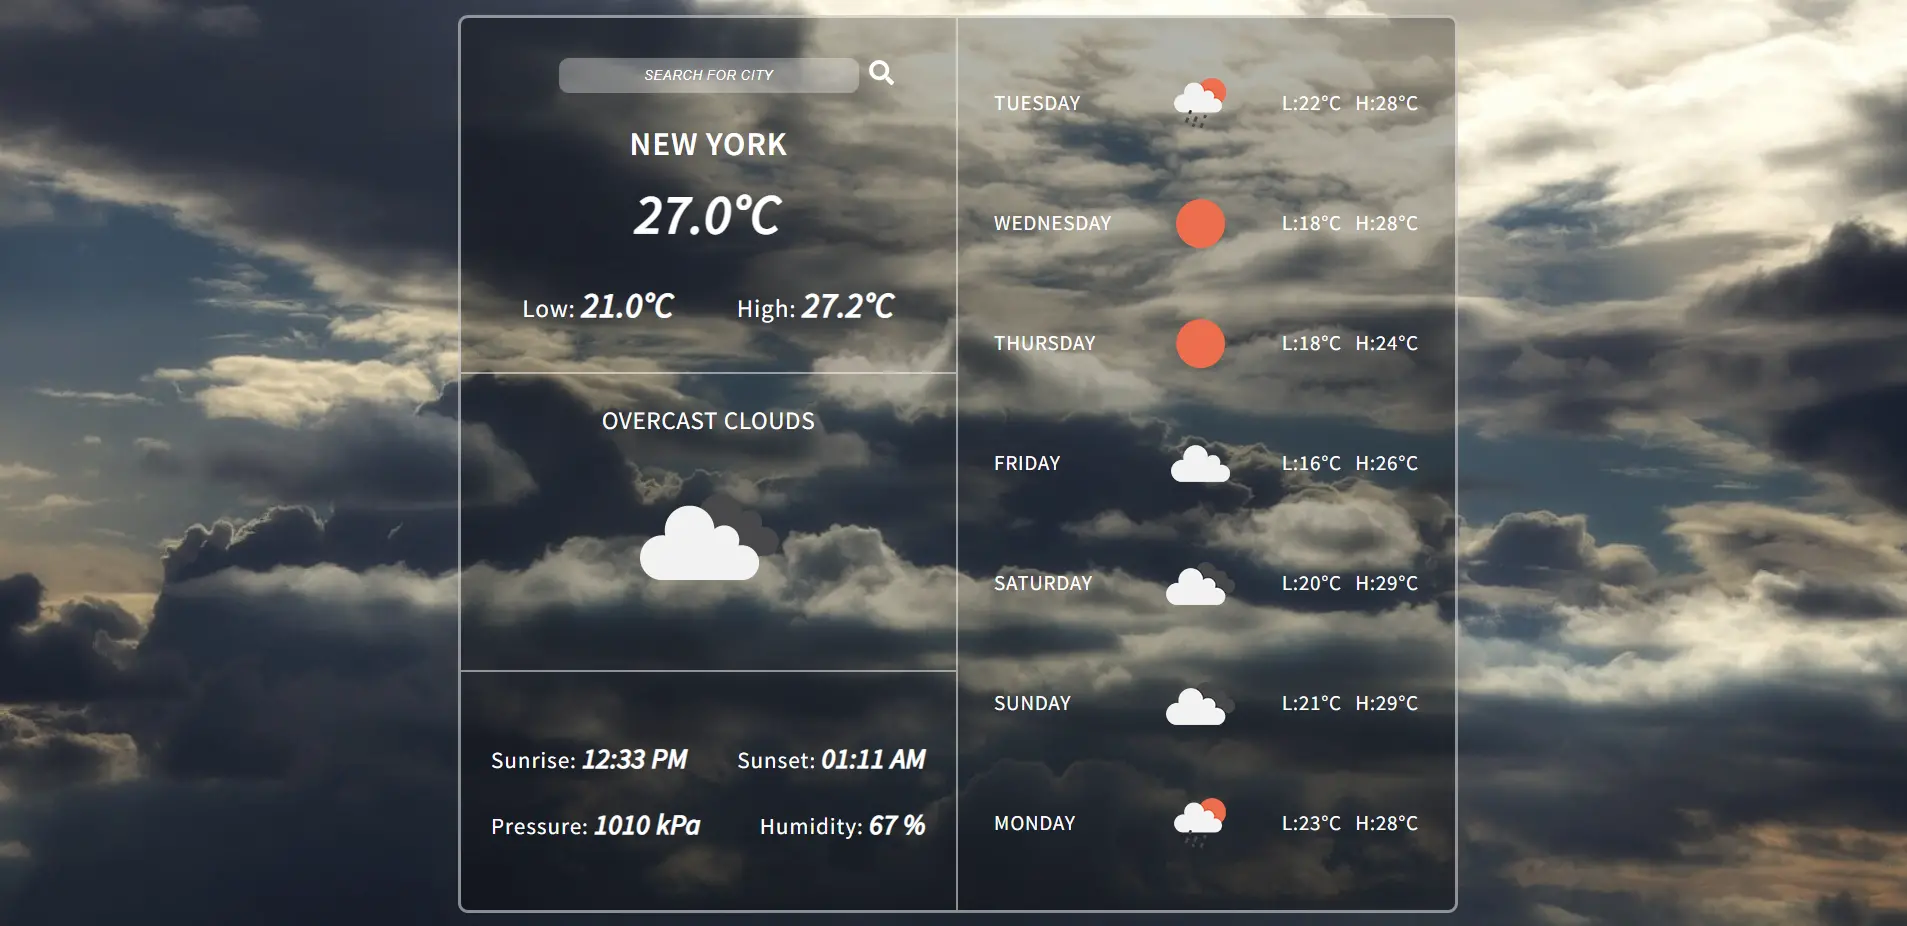 SEARCH FOR CITY
NEW YORK
27.0°C
Low: 21.0°C High: 27.2°C
OVERCAST CLOUDS
Sunrise: 12:33 PM Sunset: 01:11 AM
Pressure: 1010 kPa Humidity: 67 %
TUESDAY L:22°C H:28°C
WEDNESDAY L:18°C H:28°C
THURSDAY L:18°C H:24°C
FRIDAY L:16°C H:26°C
SATURDAY L:20°C H:29°C
SUNDAY L:21°C H:29°C
MONDAY L:23°C H:28°C